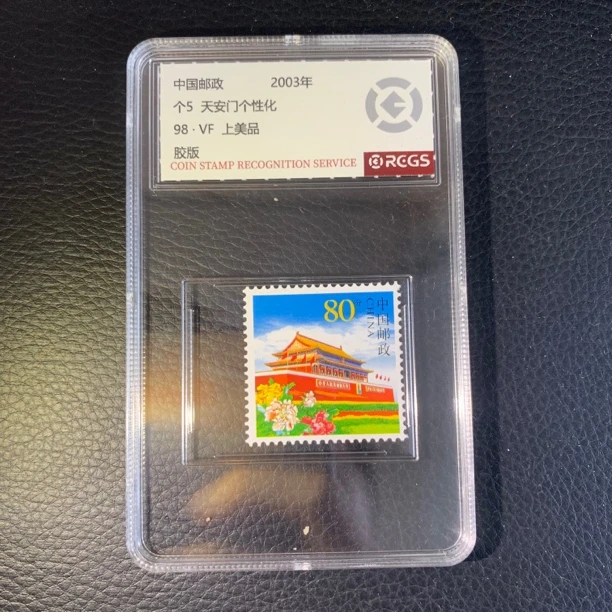 中国邮政 2003年
个5 天安门个性化
98·VF 上美品
胶版
COIN STAMP RECOGNITION SERVICE RCGS
80
中国邮政
CHINA